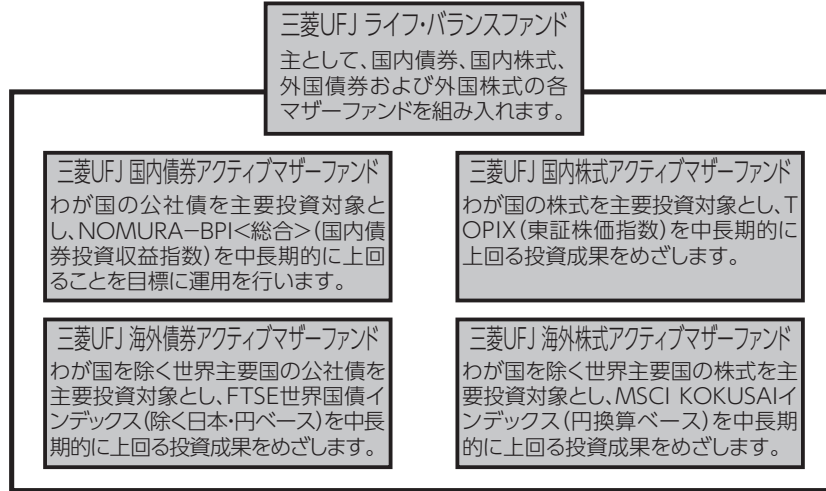 三菱UFJ ライフ・バランスファンド
主として、国内債券、国内株式、
外国債券および外国株式の各
マザーファンドを組み入れます。
三菱UFJ 国内債券アクティブマザーファンド
わが国の公社債を主要投資対象と
し、NOMURA−BPI<総合>(国内債
券投資収益指数)を中長期的に上回
ることを目標に運用を行います。
三菱UFJ 国内株式アクティブマザーファンド
わが国の株式を主要投資対象とし、T
OPIX(東証株価指数)を中長期的に
上回る投資成果をめざします。
三菱UFJ 海外債券アクティブマザーファンド
わが国を除く世界主要国の公社債を
主要投資対象とし、FTSE世界国債イ
ンデックス(除く日本・円ベース)を中長
期的に上回る投資成果をめざします。
三菱UFJ 海外株式アクティブマザーファンド
わが国を除く世界主要国の株式を主
要投資対象とし、MSCI KOKUSAIイ
ンデックス(円換算ベース)を中長期
的に上回る投資成果をめざします。